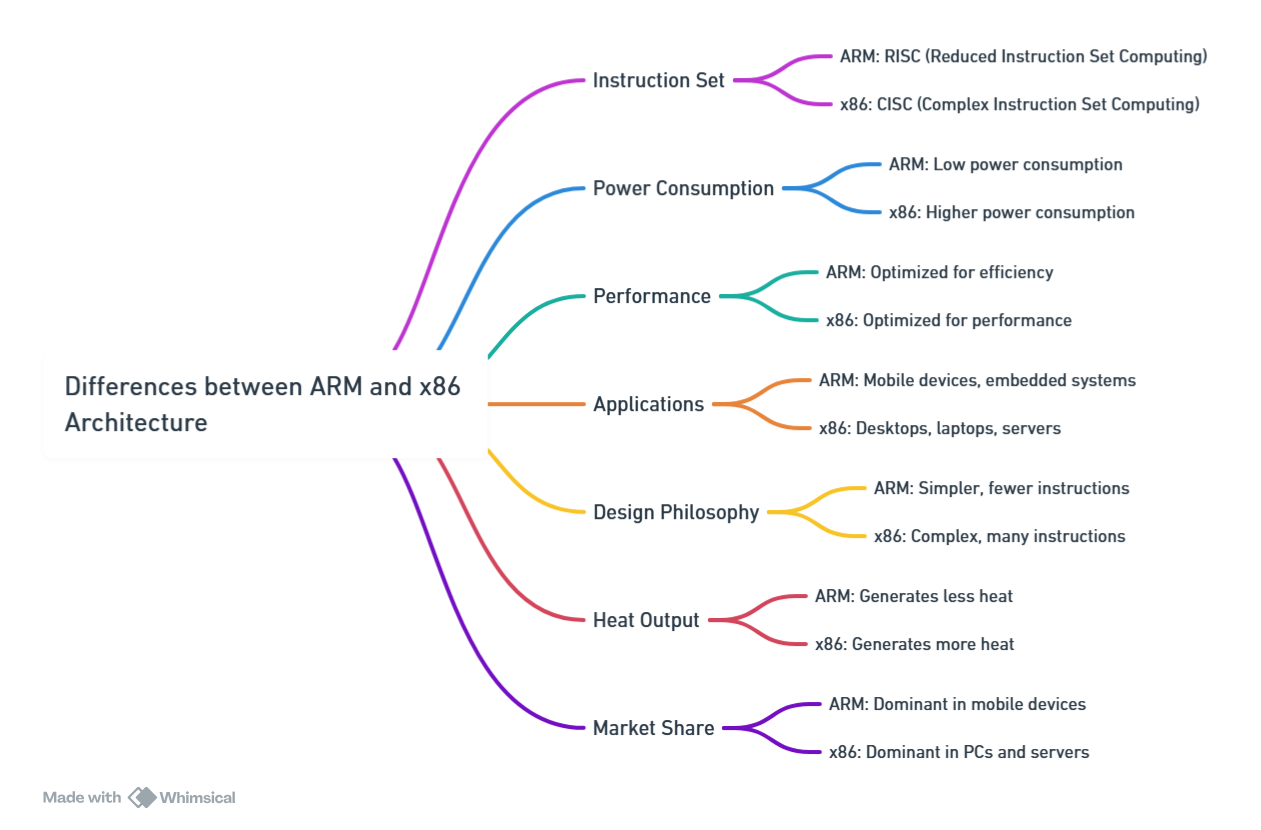 Differences between ARM and x86
Architecture
Instruction Set
ARM: RISC (Reduced Instruction Set Computing)
x86: CISC (Complex Instruction Set Computing)
Power Consumption
ARM: Low power consumption
x86: Higher power consumption
Performance
ARM: Optimized for efficiency
x86: Optimized for performance
Applications
ARM: Mobile devices, embedded systems
x86: Desktops, laptops, servers
Design Philosophy
ARM: Simpler, fewer instructions
x86: Complex, many instructions
Heat Output
ARM: Generates less heat
x86: Generates more heat
Market Share
ARM: Dominant in mobile devices
x86: Dominant in PCs and servers
Made with Whimsical